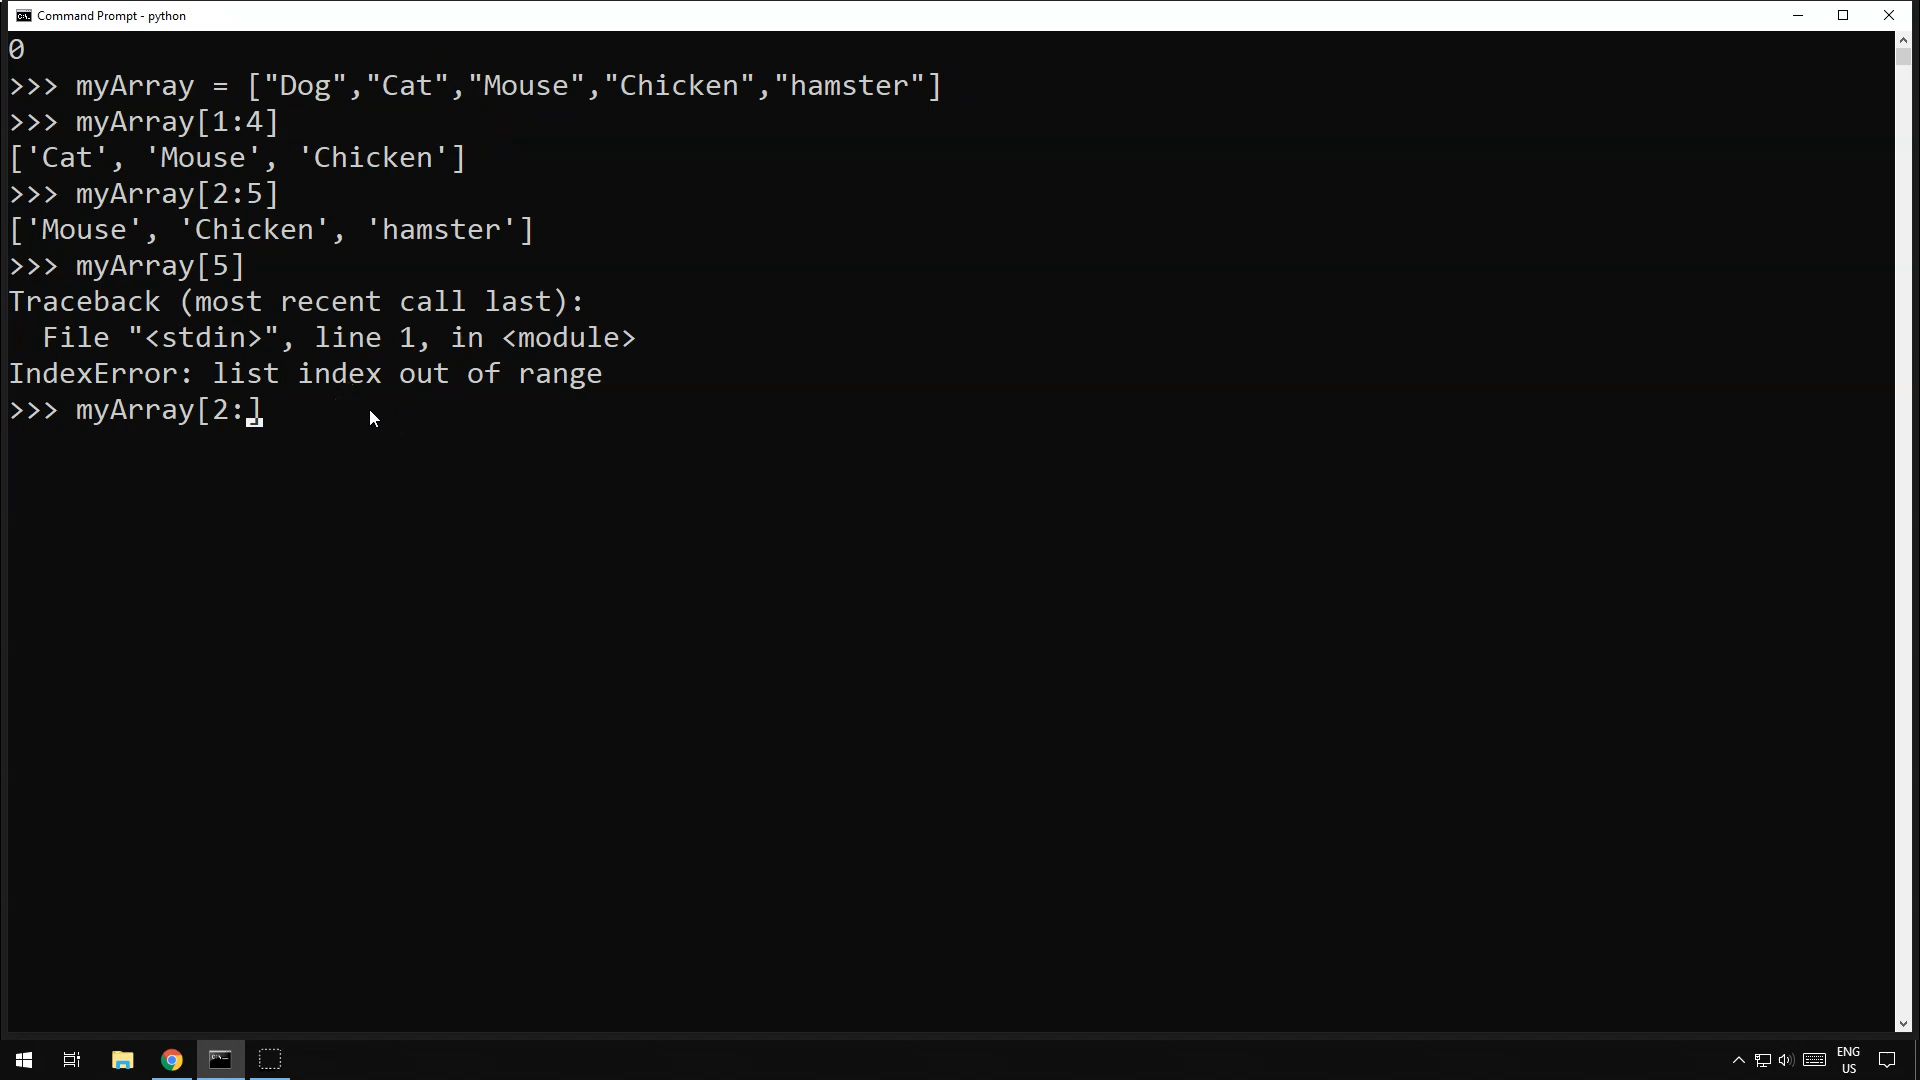 Command Prompt - python
0
>>> myArray = ["Dog","Cat","Mouse","Chicken","hamster"]
>>> myArray[1:4]
['Cat', 'Mouse', 'Chicken']
>>> myArray[2:5]
['Mouse', 'Chicken', 'hamster']
>>> myArray[5]
Traceback (most recent call last):
  File "<stdin>", line 1, in <module>
IndexError: list index out of range
>>> myArray[2:]
ENG
US